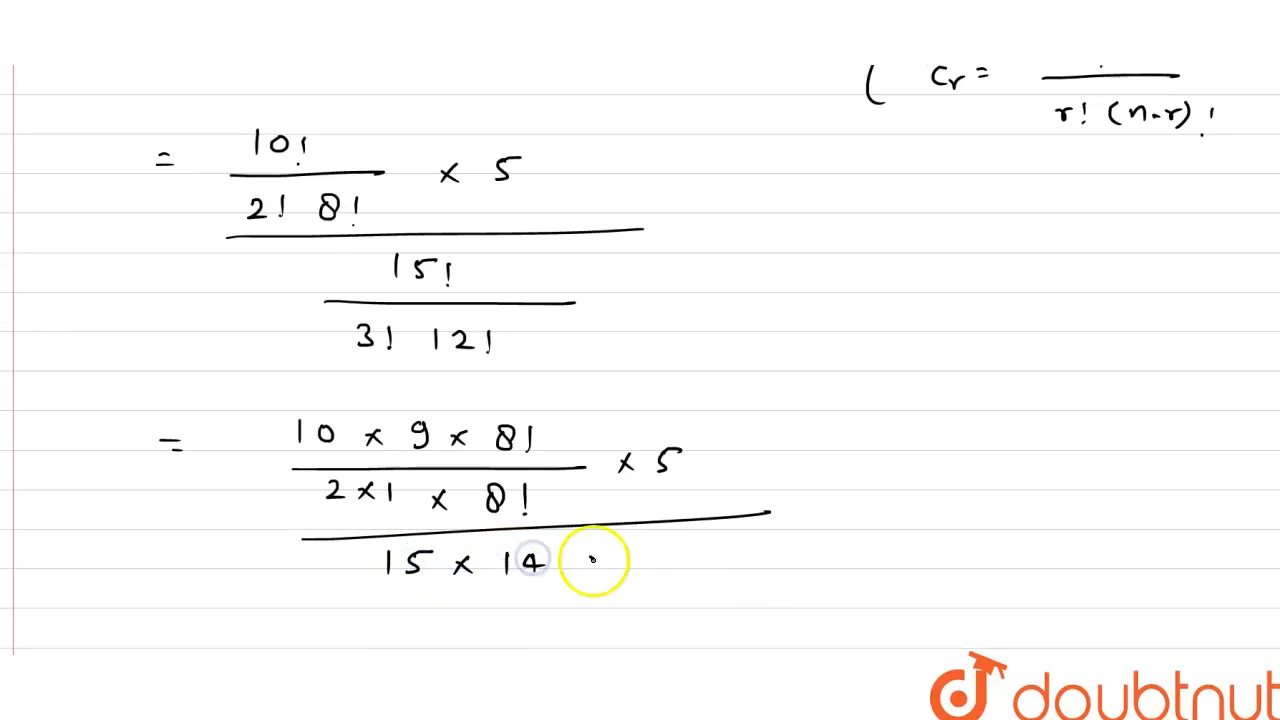 ( Cr =
r! (n-r)!
= 10! × 5
2! 8!
15!
3! 12!
= 10 × 9 × 8! × 5
2×1 × 8!
15 × 14
doubtnut